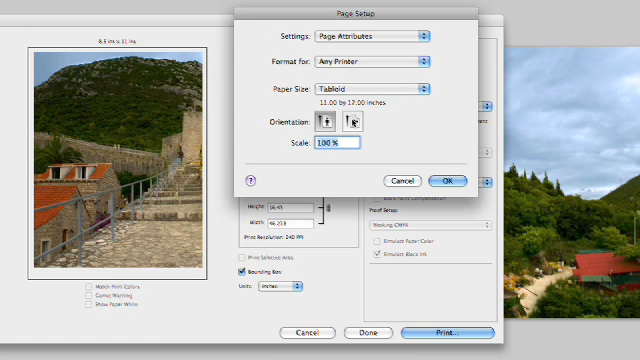 Page Setup
Settings: Page Attributes
Format for: Any Printer
Paper Size: Tabloid
11.00 by 17.00 inches
Orientation:
Scale: 100 %
?
Cancel
OK
8.5 in x 11 in
Match Print Colors
Gamut Warning
Show Paper White
Height:
Width: 46.233
Print Resolution: 240 PPI
Print Selected Area
Bounding Box
Units: inches
Proof Setup:
Working CMYK
Simulate Paper Color
Simulate Black Ink
Cancel
Done
Print...